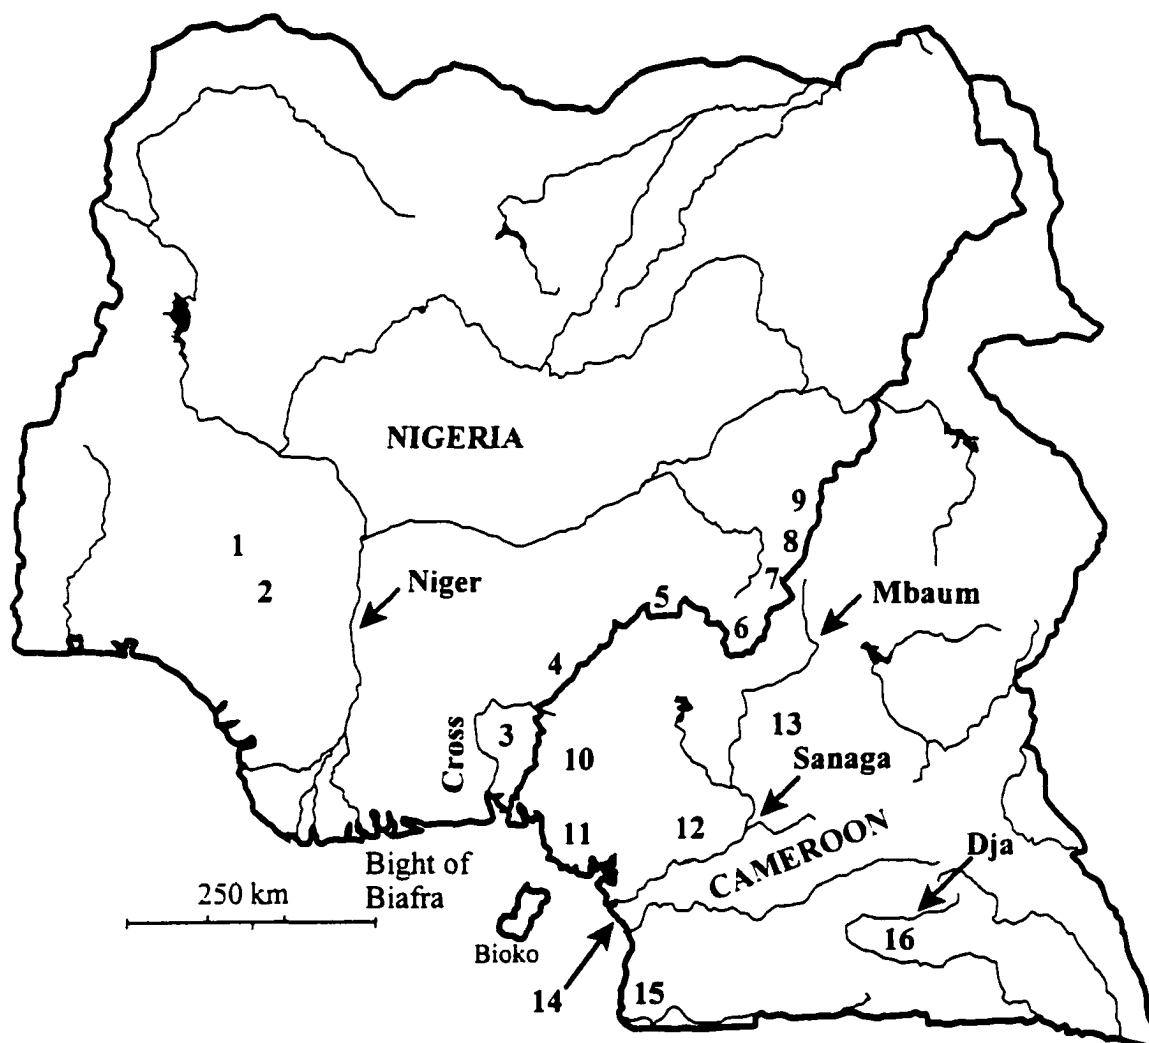 NIGERIA
9
1
8
2
Niger
7
Mbaum
5
6
4
3
Cross
13
10
Sanaga
11
12
CAMEROON
Dja
Bight of
Biafra
250 km
16
Bioko
14
15